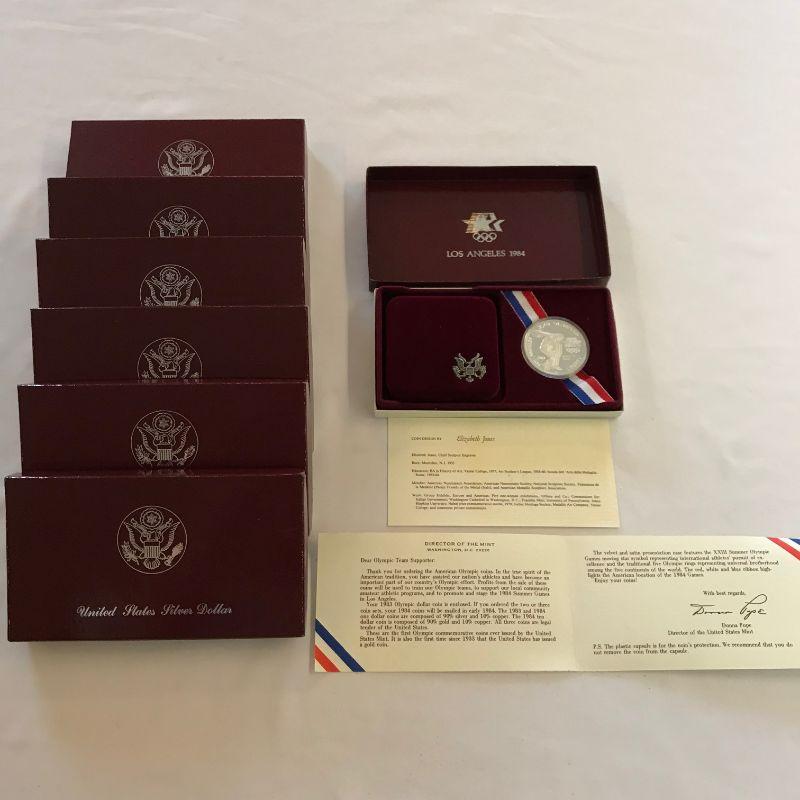 United States Silver Dollar
LOS ANGELES 1984
COIN DESIGN BY Elizabeth Jones
Elizabeth Jones, Chief Sculptor Engraver
DIRECTOR OF THE MINT
WASHINGTON, D.C. 20220
Dear Olympic Team Supporter:
Thank you for ordering the American Olympic coins. In the true spirit of the
American tradition, you have assisted our nation's athletes and have become an
important part of our country's Olympic effort. Profits from the sale of these
coins will be used to train our Olympic teams, to support our local community
amateur athletic programs, and to promote and stage the 1984 Summer Games
in Los Angeles.
Your 1983 Olympic dollar coin is enclosed. If you ordered the two or three
coin sets, your 1984 coins will be mailed in early 1984. The 1983 and 1984
one dollar coins are composed of 90% silver and 10% copper. The 1984 ten
dollar coin is composed of 90% gold and 10% copper. All three coins are legal
tender of the United States.
These are the first Olympic commemorative coins ever issued by the United
States Mint. It is also the first time since 1933 that the United States has issued
a gold coin.
The velvet and satin presentation case features the XXIII Summer Olympic
Games moving star symbol representing international athletes' pursuit of ex-
cellence and the traditional five Olympic rings representing universal brotherhood
among the five continents of the world. The red, white and blue ribbon high-
lights the American location of the 1984 Games.
Enjoy your coins!
With best regards,
Donna Pope
Donna Pope
Director of the United States Mint
P.S. The plastic capsule is for the coin's protection. We recommend that you do
not remove the coin from the capsule.